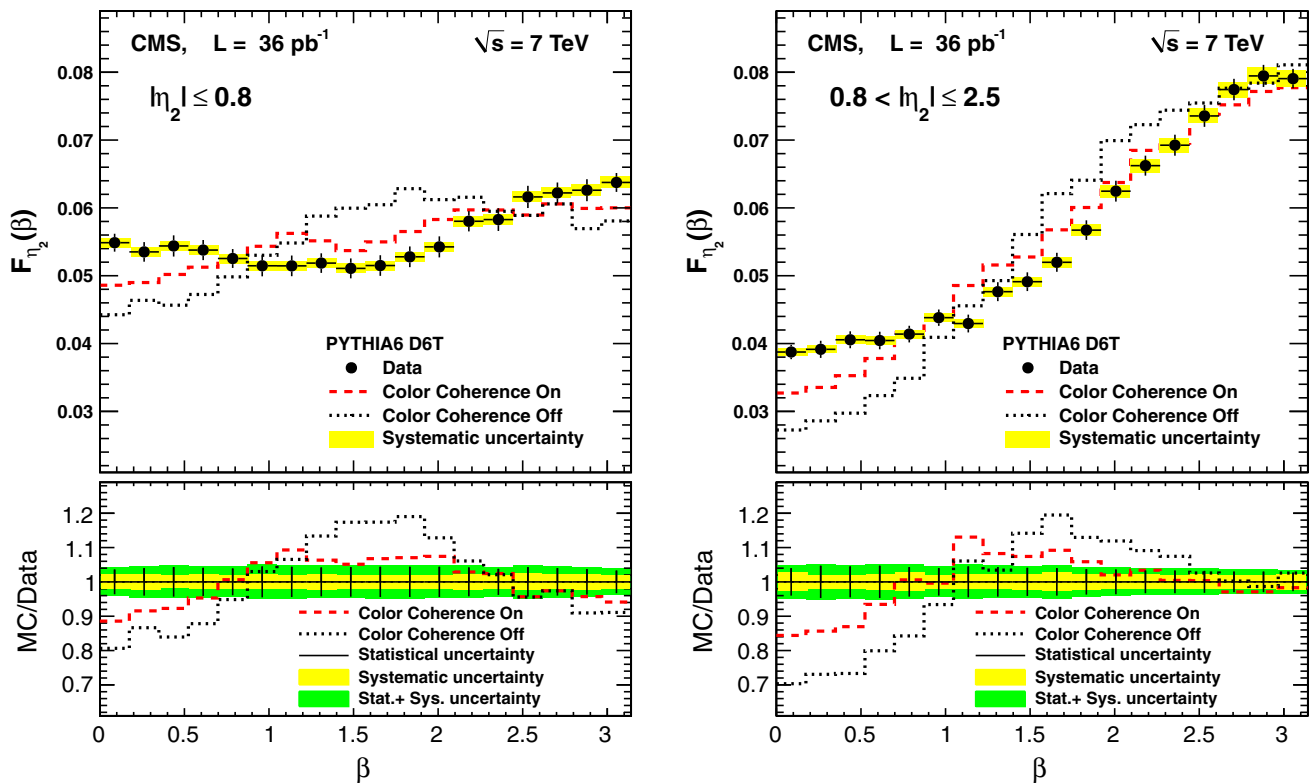 CMS, L = 36 pb⁻¹ √s = 7 TeV
|η₂| ≤ 0.8
0.08
0.07
0.06
0.05
0.04
0.03
F_η₂(β)
PYTHIA6 D6T
Data
Color Coherence On
Color Coherence Off
Systematic uncertainty
1.2
1.1
1
0.9
0.8
0.7
MC/Data
Color Coherence On
Color Coherence Off
Statistical uncertainty
Systematic uncertainty
Stat.+ Sys. uncertainty
0 0.5 1 1.5 2 2.5 3
β
CMS, L = 36 pb⁻¹ √s = 7 TeV
0.8 < |η₂| ≤ 2.5
0.08
0.07
0.06
0.05
0.04
0.03
F_η₂(β)
PYTHIA6 D6T
Data
Color Coherence On
Color Coherence Off
Systematic uncertainty
1.2
1.1
1
0.9
0.8
0.7
MC/Data
Color Coherence On
Color Coherence Off
Statistical uncertainty
Systematic uncertainty
Stat.+ Sys. uncertainty
0 0.5 1 1.5 2 2.5 3
β